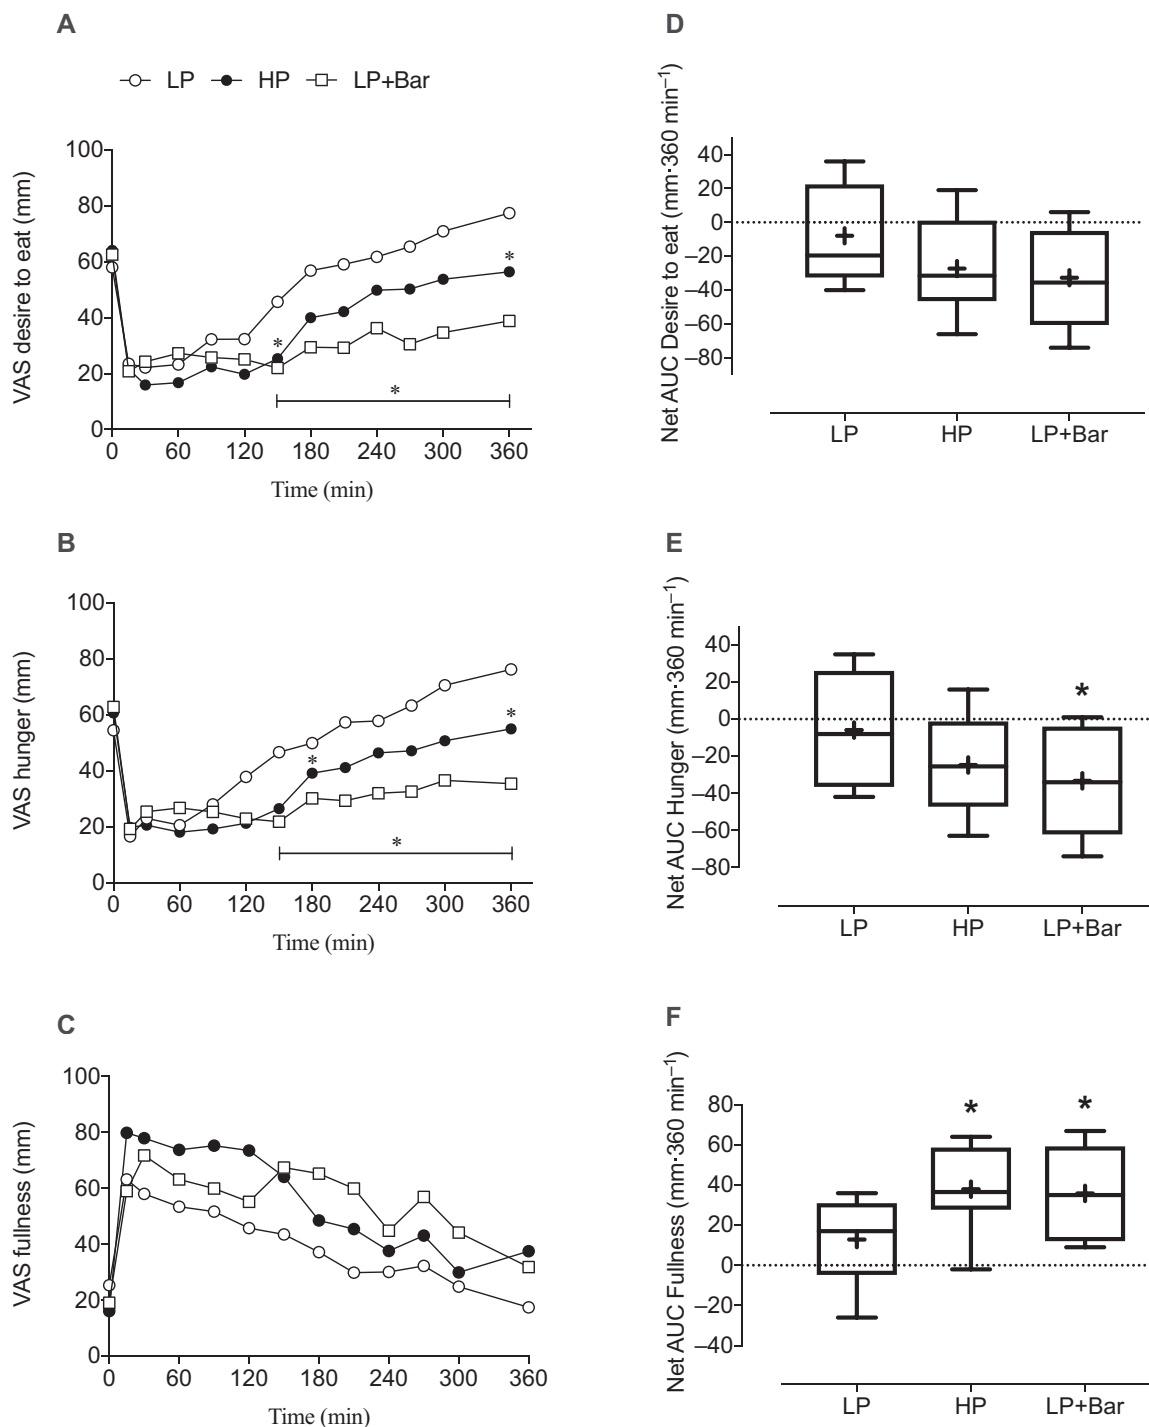 A
LP HP LP+Bar
VAS desire to eat (mm)
100
80
60
40
20
0
*
*
*
0 60 120 180 240 300 360
Time (min)
B
VAS hunger (mm)
100
80
60
40
20
0
*
*
*
0 60 120 180 240 300 360
Time (min)
C
VAS fullness (mm)
100
80
60
40
20
0
0 60 120 180 240 300 360
Time (min)
D
Net AUC Desire to eat (mm·360 min⁻¹)
40
20
0
–20
–40
–60
–80
LP HP LP+Bar
E
Net AUC Hunger (mm·360 min⁻¹)
40
20
0
–20
–40
–60
–80
*
LP HP LP+Bar
F
Net AUC Fullness (mm·360 min⁻¹)
80
60
40
20
0
–20
–40
* *
LP HP LP+Bar